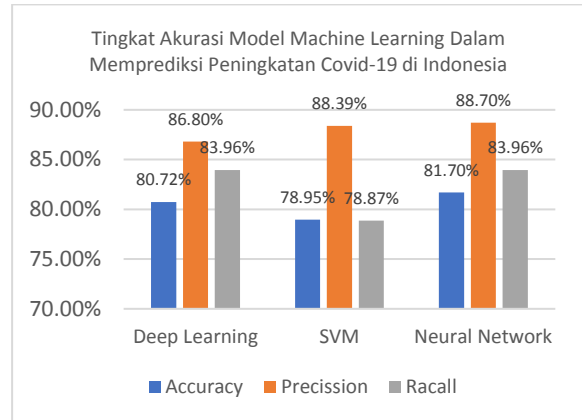 Tingkat Akurasi Model Machine Learning Dalam
Memprediksi Peningkatan Covid-19 di Indonesia
90.00%
85.00%
80.00%
75.00%
70.00%
80.72%
86.80%
83.96%
78.95%
88.39%
78.87%
81.70%
88.70%
83.96%
Deep Learning
SVM
Neural Network
Accuracy
Precission
Racall